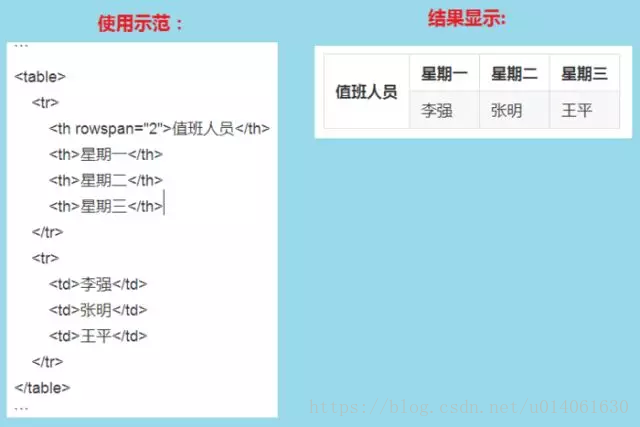 使用示范：
```
<table>
<tr>
<th rowspan="2">值班人员</th>
<th>星期一</th>
<th>星期二</th>
<th>星期三</th>
</tr>
<tr>
<td>李强</td>
<td>张明</td>
<td>王平</td>
</tr>
</table>
```
结果显示:
值班人员 星期一 星期二 星期三
李强 张明 王平
https://blog.csdn.net/u014061630